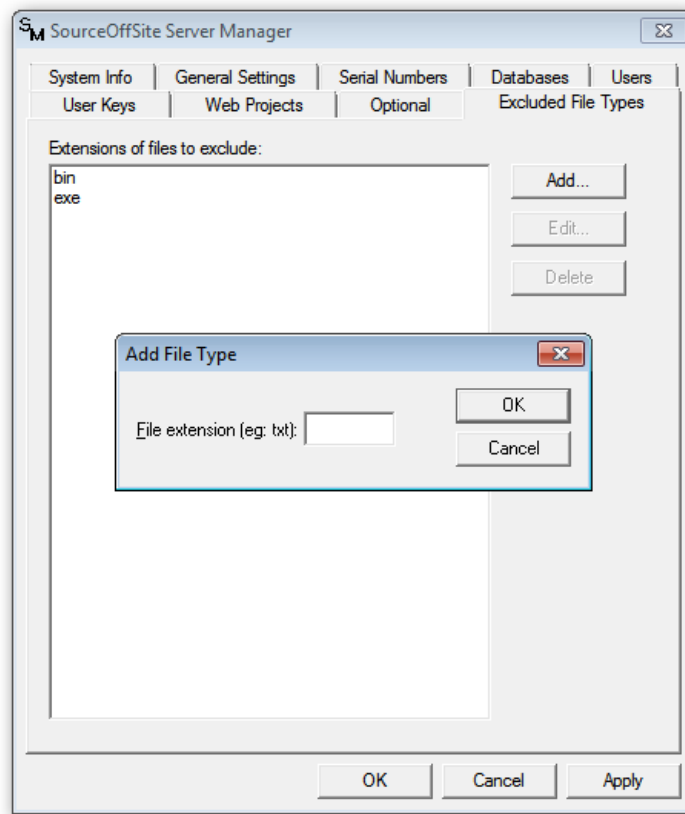 SM SourceOffSite Server Manager
System Info General Settings Serial Numbers Databases Users
User Keys Web Projects Optional Excluded File Types
Extensions of files to exclude:
bin
exe
Add...
Edit...
Delete
Add File Type
File extension (eg: txt):
OK
Cancel
OK Cancel Apply